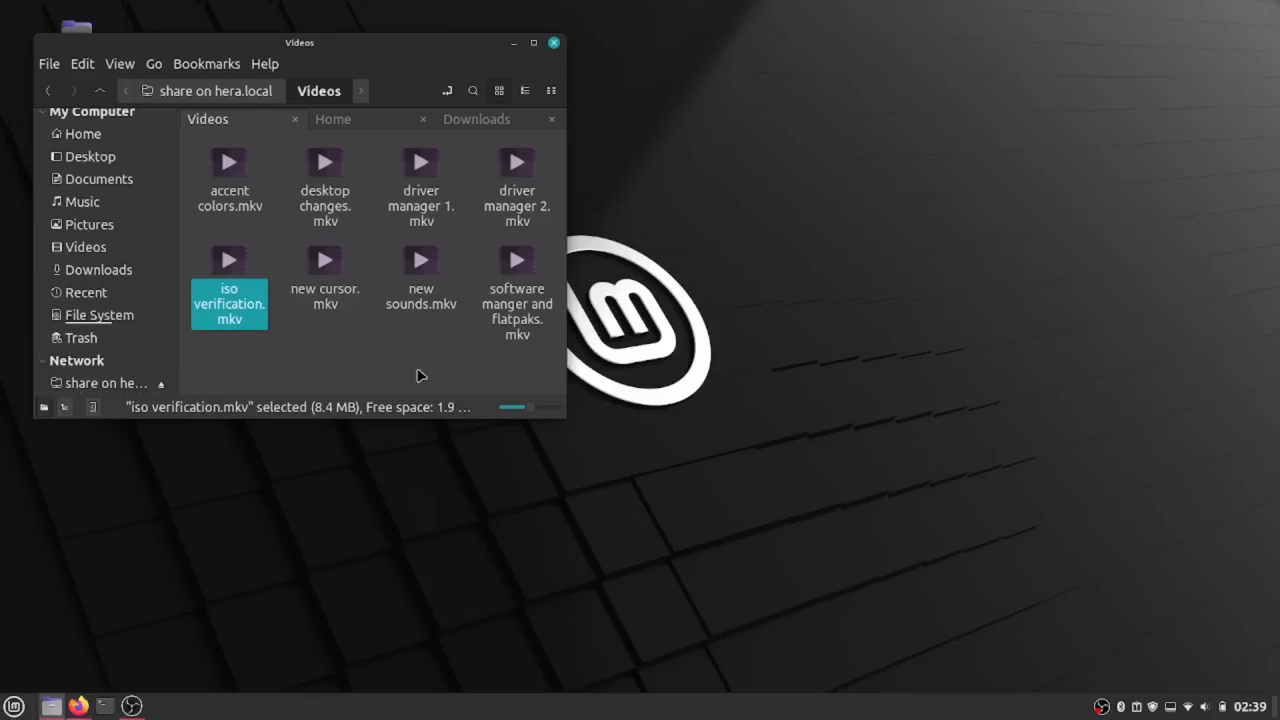 Videos
File Edit View Go Bookmarks Help
share on hera.local Videos
My Computer
Home
Desktop
Documents
Music
Pictures
Videos
Downloads
Recent
File System
Trash
Network
share on he...
Videos Home Downloads
accent
colors.mkv
desktop
changes.
mkv
driver
manager 1.
mkv
driver
manager 2.
mkv
iso
verification.
mkv
new cursor.
mkv
new
sounds.mkv
software
manger and
flatpaks.
mkv
"iso verification.mkv" selected (8.4 MB), Free space: 1.9 ...
02:39